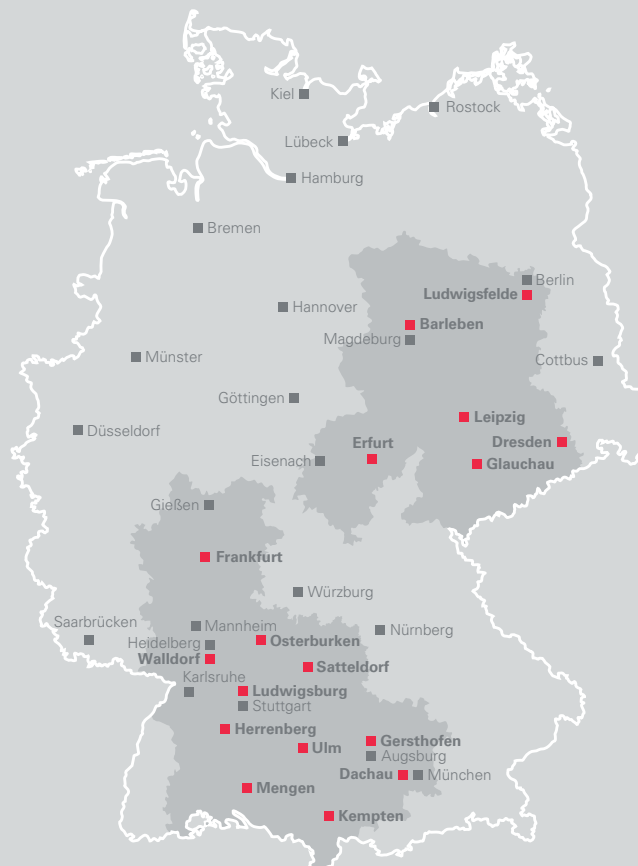 Kiel
Rostock
Lübeck
Hamburg
Bremen
Berlin
Ludwigsfelde
Hannover
Barleben
Magdeburg
Münster
Cottbus
Göttingen
Leipzig
Düsseldorf
Erfurt
Dresden
Eisenach
Glauchau
Gießen
Frankfurt
Würzburg
Saarbrücken
Mannheim
Nürnberg
Heidelberg
Osterburken
Walldorf
Satteldorf
Karlsruhe
Ludwigsburg
Stuttgart
Herrenberg
Gersthofen
Ulm
Augsburg
Dachau
München
Mengen
Kempten